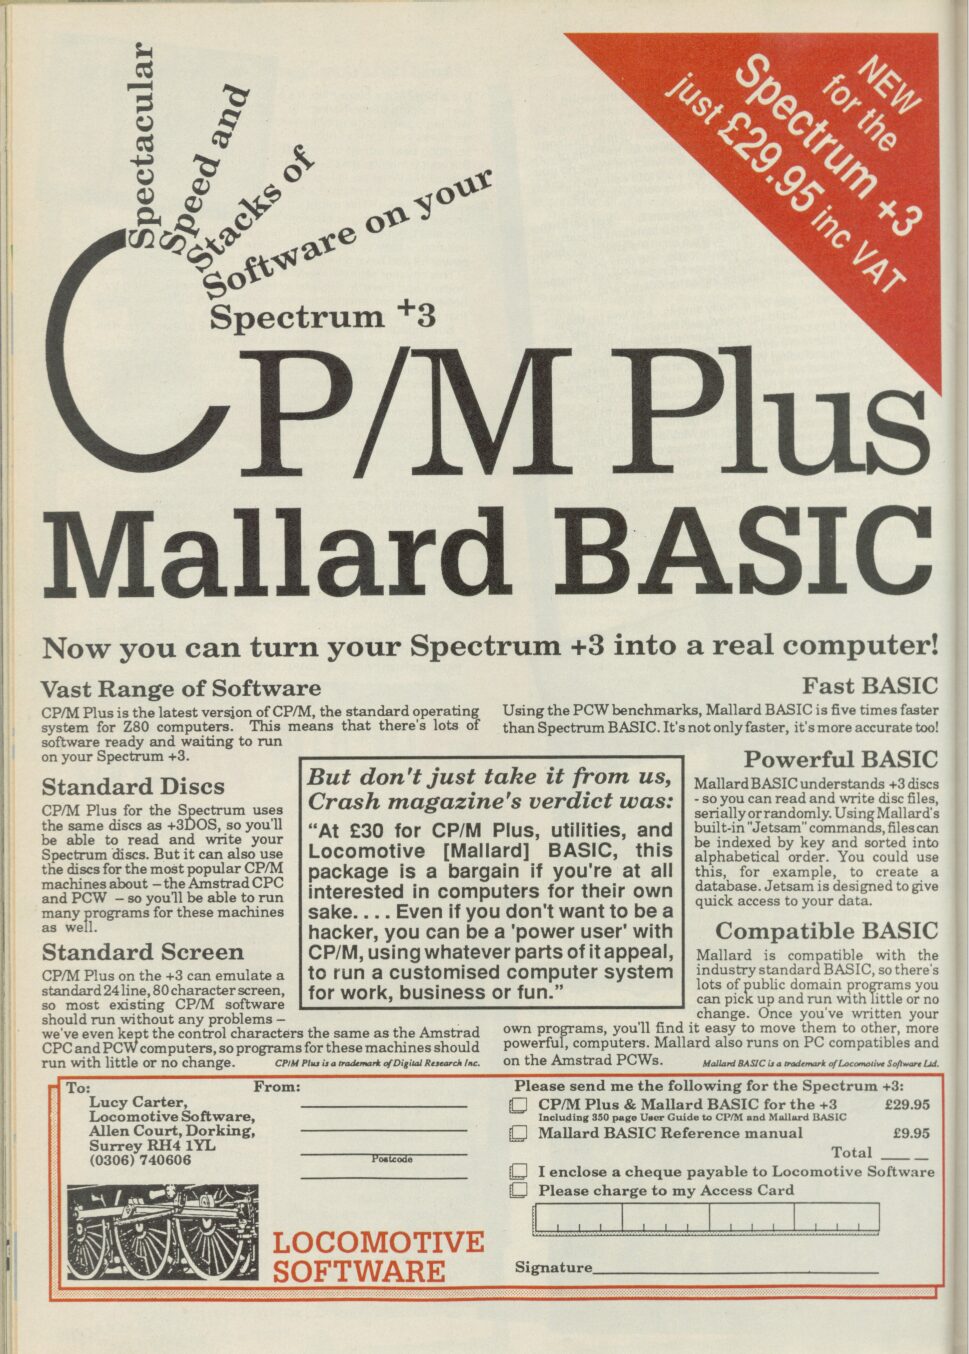 Spectacular
Speed and
Stacks of
Software on your
Spectrum +3
NEW
for the
Spectrum +3
just £29.95 inc VAT
CP/M Plus
Mallard BASIC
Now you can turn your Spectrum +3 into a real computer!
Vast Range of Software
CP/M Plus is the latest version of CP/M, the standard operating
system for Z80 computers. This means that there's lots of
software ready and waiting to run
on your Spectrum +3.
Standard Discs
CP/M Plus for the Spectrum uses
the same discs as +3DOS, so you'll
be able to read and write your
Spectrum discs. But it can also use
the discs for the most popular CP/M
machines about – the Amstrad CPC
and PCW – so you'll be able to run
many programs for these machines
as well.
Standard Screen
CP/M Plus on the +3 can emulate a
standard 24 line, 80 character screen,
so most existing CP/M software
should run without any problems –
we've even kept the control characters the same as the Amstrad
CPC and PCW computers, so programs for these machines should
run with little or no change.
CP/M Plus is a trademark of Digital Research Inc.
But don't just take it from us,
Crash magazine's verdict was:
“At £30 for CP/M Plus, utilities, and
Locomotive [Mallard] BASIC, this
package is a bargain if you're at all
interested in computers for their own
sake.... Even if you don't want to be a
hacker, you can be a 'power user' with
CP/M, using whatever parts of it appeal,
to run a customised computer system
for work, business or fun.”
Fast BASIC
Using the PCW benchmarks, Mallard BASIC is five times faster
than Spectrum BASIC. It's not only faster, it's more accurate too!
Powerful BASIC
Mallard BASIC understands +3 discs
- so you can read and write disc files,
serially or randomly. Using Mallard's
built-in "Jetsam" commands, files can
be indexed by key and sorted into
alphabetical order. You could use
this, for example, to create a
database. Jetsam is designed to give
quick access to your data.
Compatible BASIC
Mallard is compatible with the
industry standard BASIC, so there's
lots of public domain programs you
can pick up and run with little or no
change. Once you've written your
own programs, you'll find it easy to move them to other, more
powerful, computers. Mallard also runs on PC compatibles and
on the Amstrad PCWs.
Mallard BASIC is a trademark of Locomotive Software Ltd.
To:
Lucy Carter,
Locomotive Software,
Allen Court, Dorking,
Surrey RH4 1YL
(0306) 740606
From:
Postcode
LOCOMOTIVE
SOFTWARE
Please send me the following for the Spectrum +3:
CP/M Plus & Mallard BASIC for the +3 £29.95
Including 350 page User Guide to CP/M and Mallard BASIC
Mallard BASIC Reference manual £9.95
Total
I enclose a cheque payable to Locomotive Software
Please charge to my Access Card
Signature